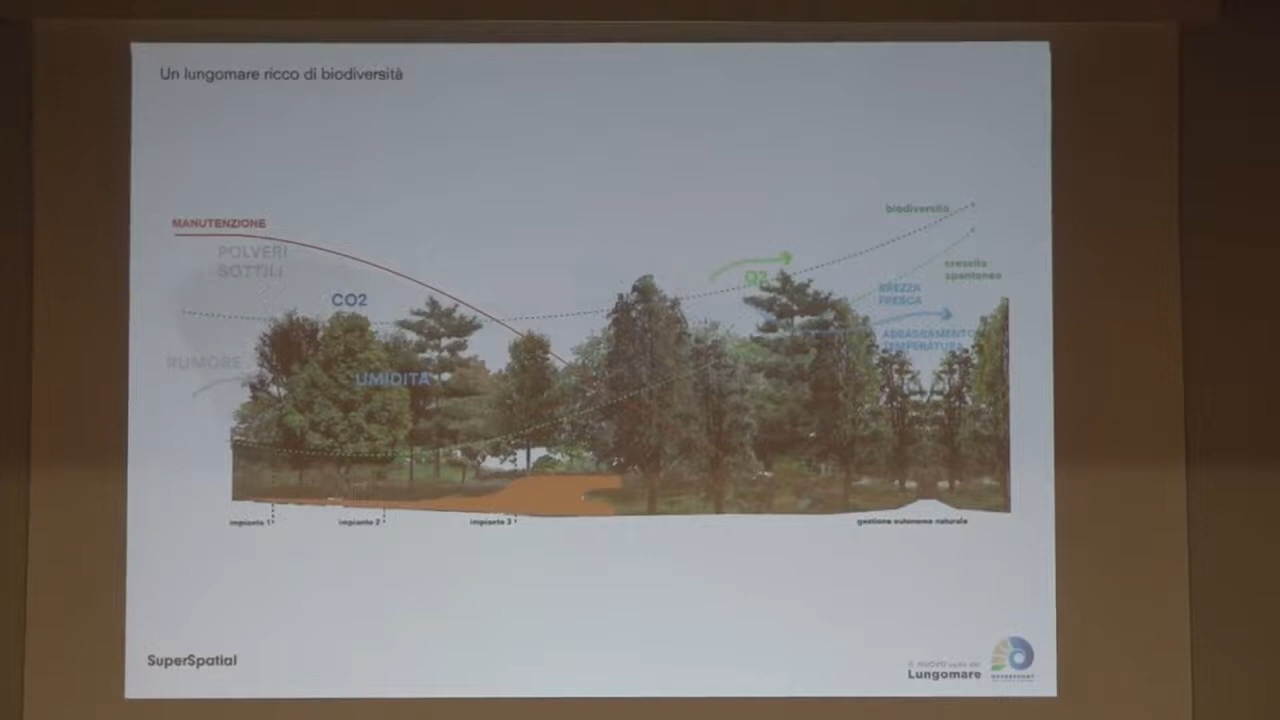 Un lungomare ricco di biodiversità
biodiversità
MANUTENZIONE
POLVERI
SOTTILI
crescita
spontanea
O2
BREZZA
FRESCA
CO2
ABBASSAMENTO
TEMPERATURA
RUMORE
UMIDITÀ
impianto 1
impianto 2
impianto 3
gestione autonoma naturale
SuperSpatial
Lungomare